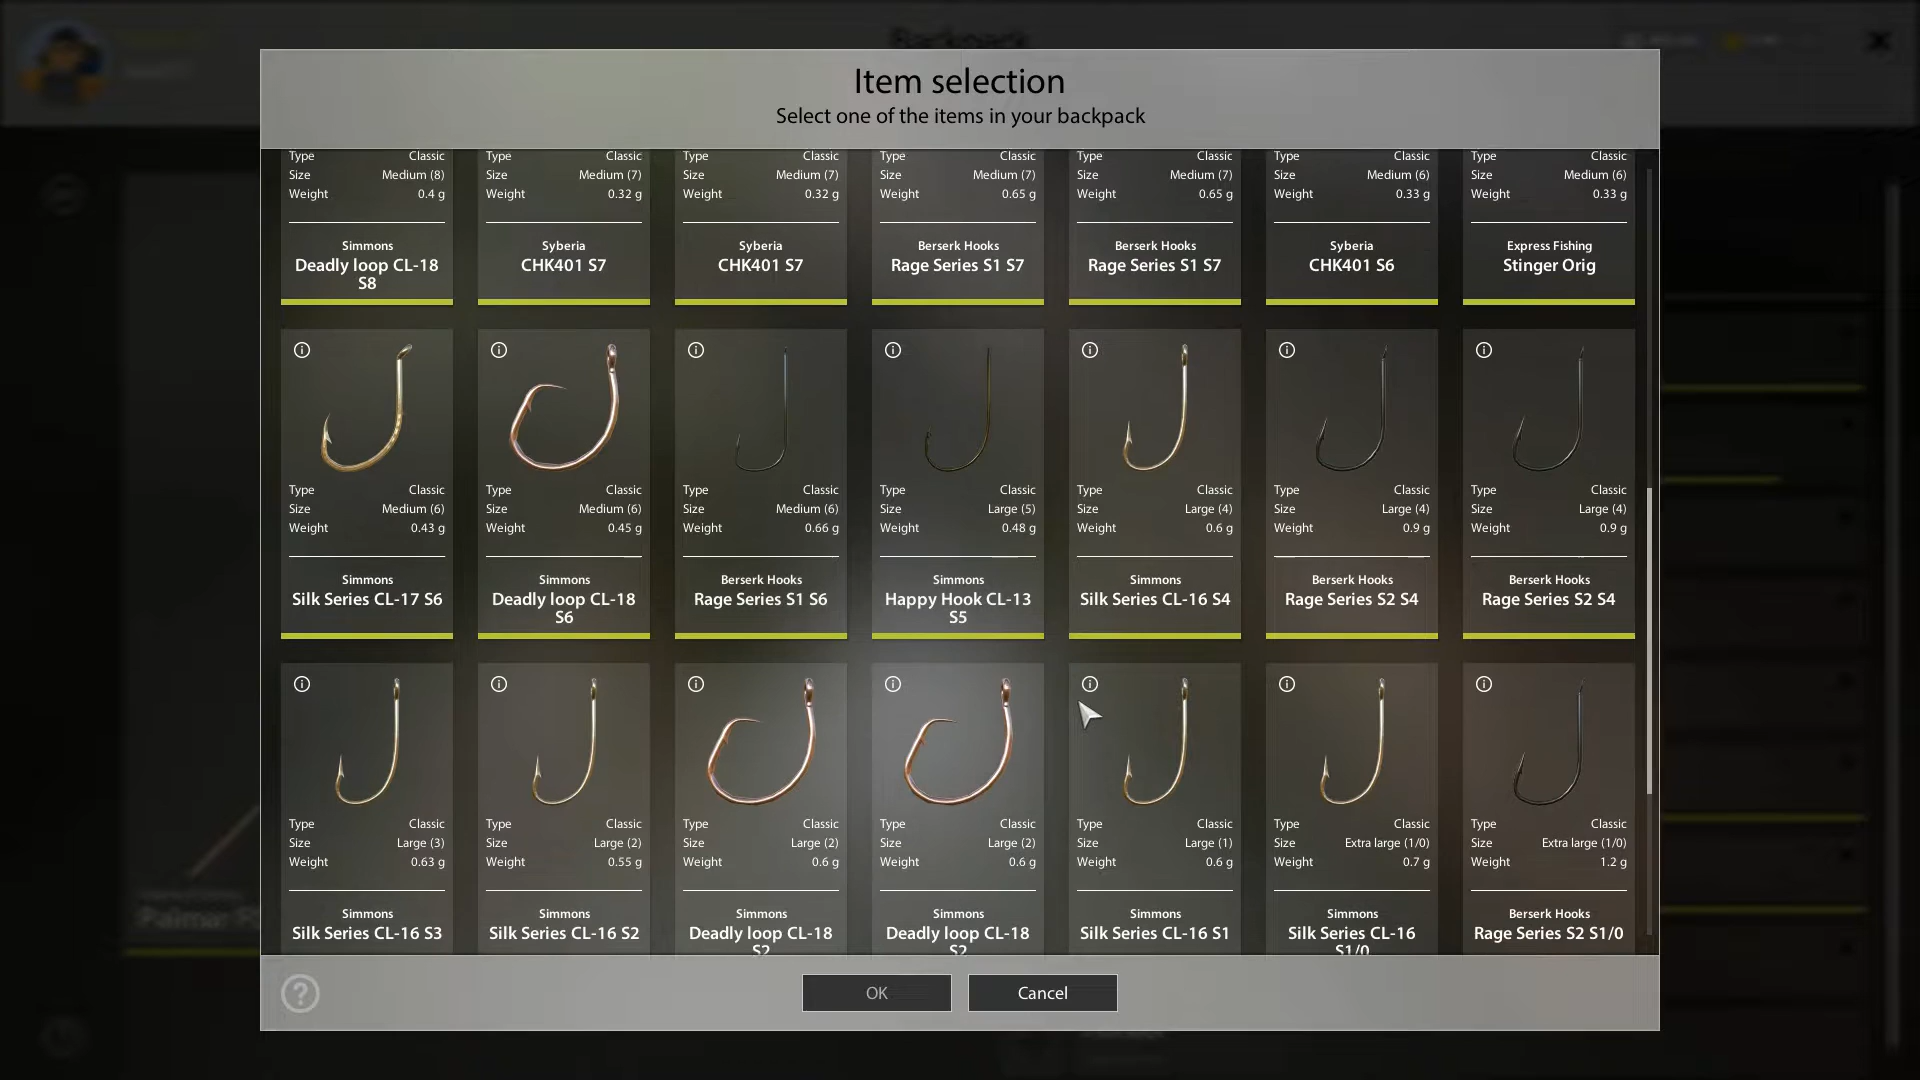 Item selection
Select one of the items in your backpack
Type Classic Type Classic Type Classic Type Classic Type Classic Type Classic Type Classic
Size Medium (8) Size Medium (7) Size Medium (7) Size Medium (7) Size Medium (7) Size Medium (6) Size Medium (6)
Weight 0.4 g Weight 0.32 g Weight 0.32 g Weight 0.65 g Weight 0.65 g Weight 0.33 g Weight 0.33 g
Simmons Syberia Syberia Berserk Hooks Berserk Hooks Syberia Express Fishing
Deadly loop CL-18 CHK401 S7 CHK401 S7 Rage Series S1 S7 Rage Series S1 S7 CHK401 S6 Stinger Orig
S8
Type Classic Type Classic Type Classic Type Classic Type Classic Type Classic Type Classic
Size Medium (6) Size Medium (6) Size Medium (6) Size Large (5) Size Large (4) Size Large (4) Size Large (4)
Weight 0.43 g Weight 0.45 g Weight 0.66 g Weight 0.48 g Weight 0.6 g Weight 0.9 g Weight 0.9 g
Simmons Simmons Berserk Hooks Simmons Simmons Berserk Hooks Berserk Hooks
Silk Series CL-17 S6 Deadly loop CL-18 Rage Series S1 S6 Happy Hook CL-13 Silk Series CL-16 S4 Rage Series S2 S4 Rage Series S2 S4
S6 S5
Type Classic Type Classic Type Classic Type Classic Type Classic Type Classic Type Classic
Size Large (3) Size Large (2) Size Large (2) Size Large (2) Size Large (1) Size Extra large (1/0) Size Extra large (1/0)
Weight 0.63 g Weight 0.55 g Weight 0.6 g Weight 0.6 g Weight 0.6 g Weight 0.7 g Weight 1.2 g
Simmons Simmons Simmons Simmons Simmons Simmons Berserk Hooks
Silk Series CL-16 S3 Silk Series CL-16 S2 Deadly loop CL-18 Deadly loop CL-18 Silk Series CL-16 S1 Silk Series CL-16 Rage Series S2 S1/0
S2 S2 S1/0
OK Cancel